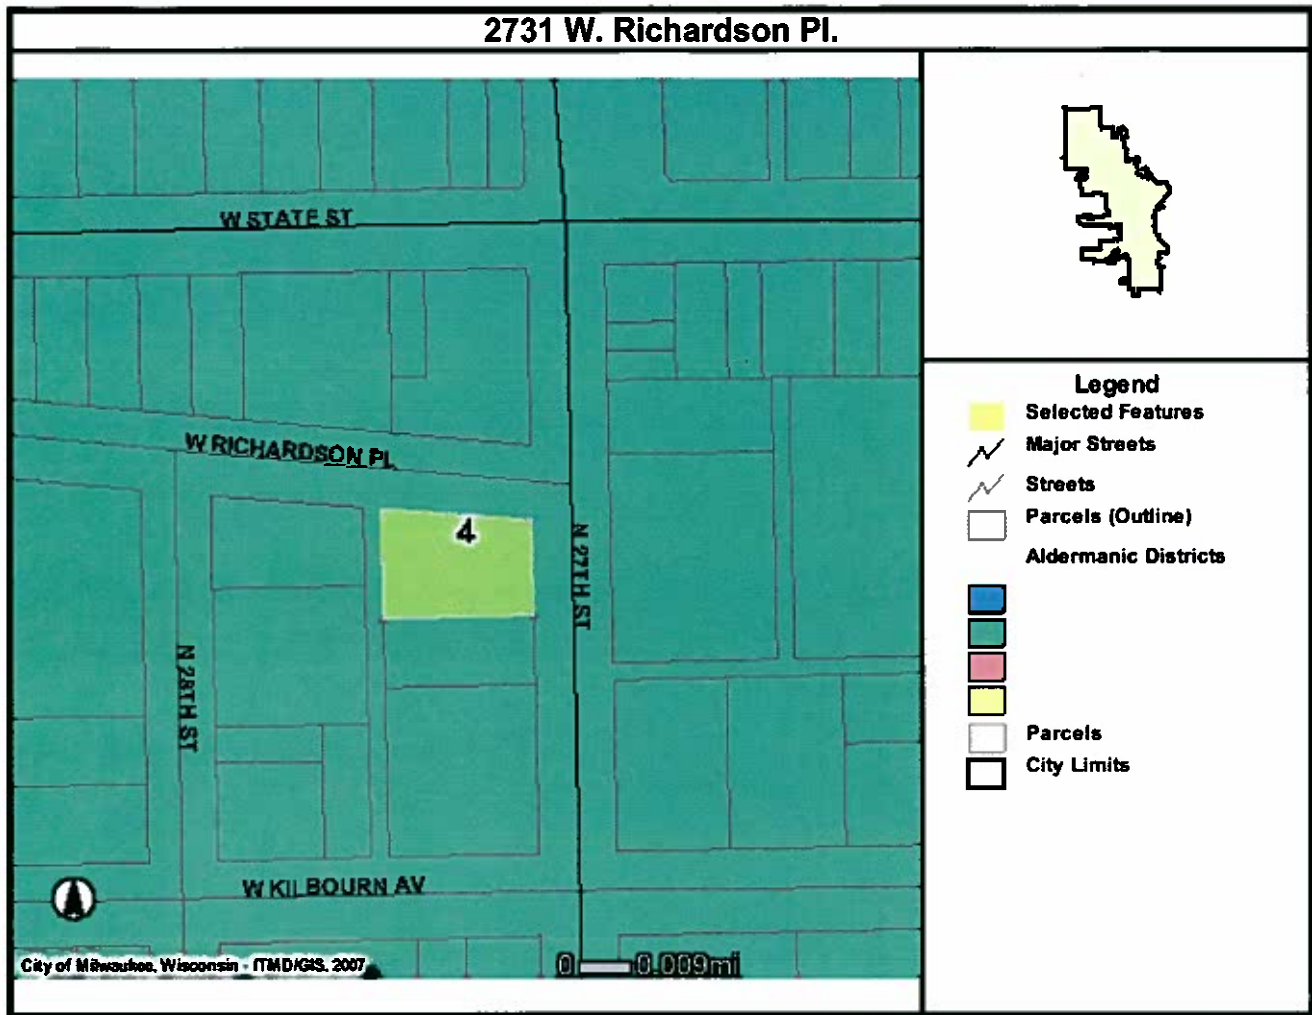 2731 W. Richardson Pl.
W STATE ST
W RICHARDSON PL
4
N 27TH ST
N 28TH ST
W KILBOURN AV
City of Milwaukee, Wisconsin - ITMD/GIS, 2007
0 0.009mi
Legend
Selected Features
Major Streets
Streets
Parcels (Outline)
Aldermanic Districts
Parcels
City Limits